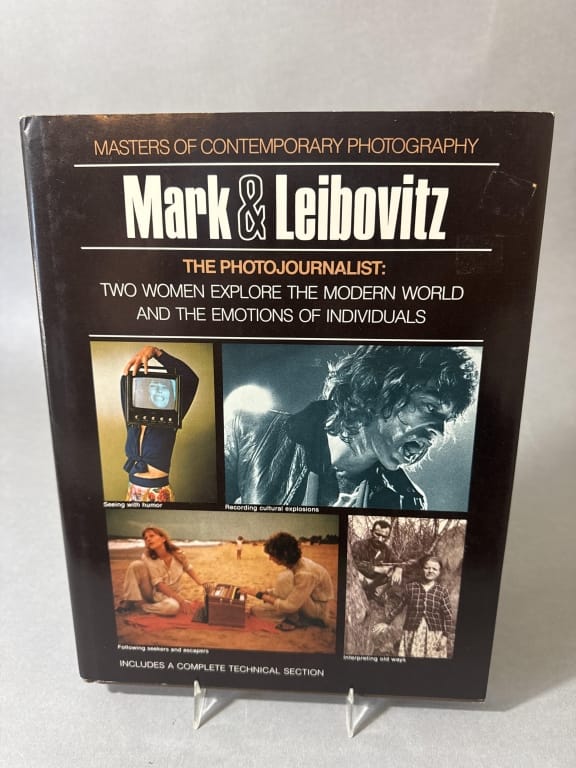 MASTERS OF CONTEMPORARY PHOTOGRAPHY
Mark & Leibovitz
THE PHOTOJOURNALIST:
TWO WOMEN EXPLORE THE MODERN WORLD
AND THE EMOTIONS OF INDIVIDUALS
Seeing with humor
Recording cultural explosions
Following seekers and escapers
Interpreting old ways
INCLUDES A COMPLETE TECHNICAL SECTION